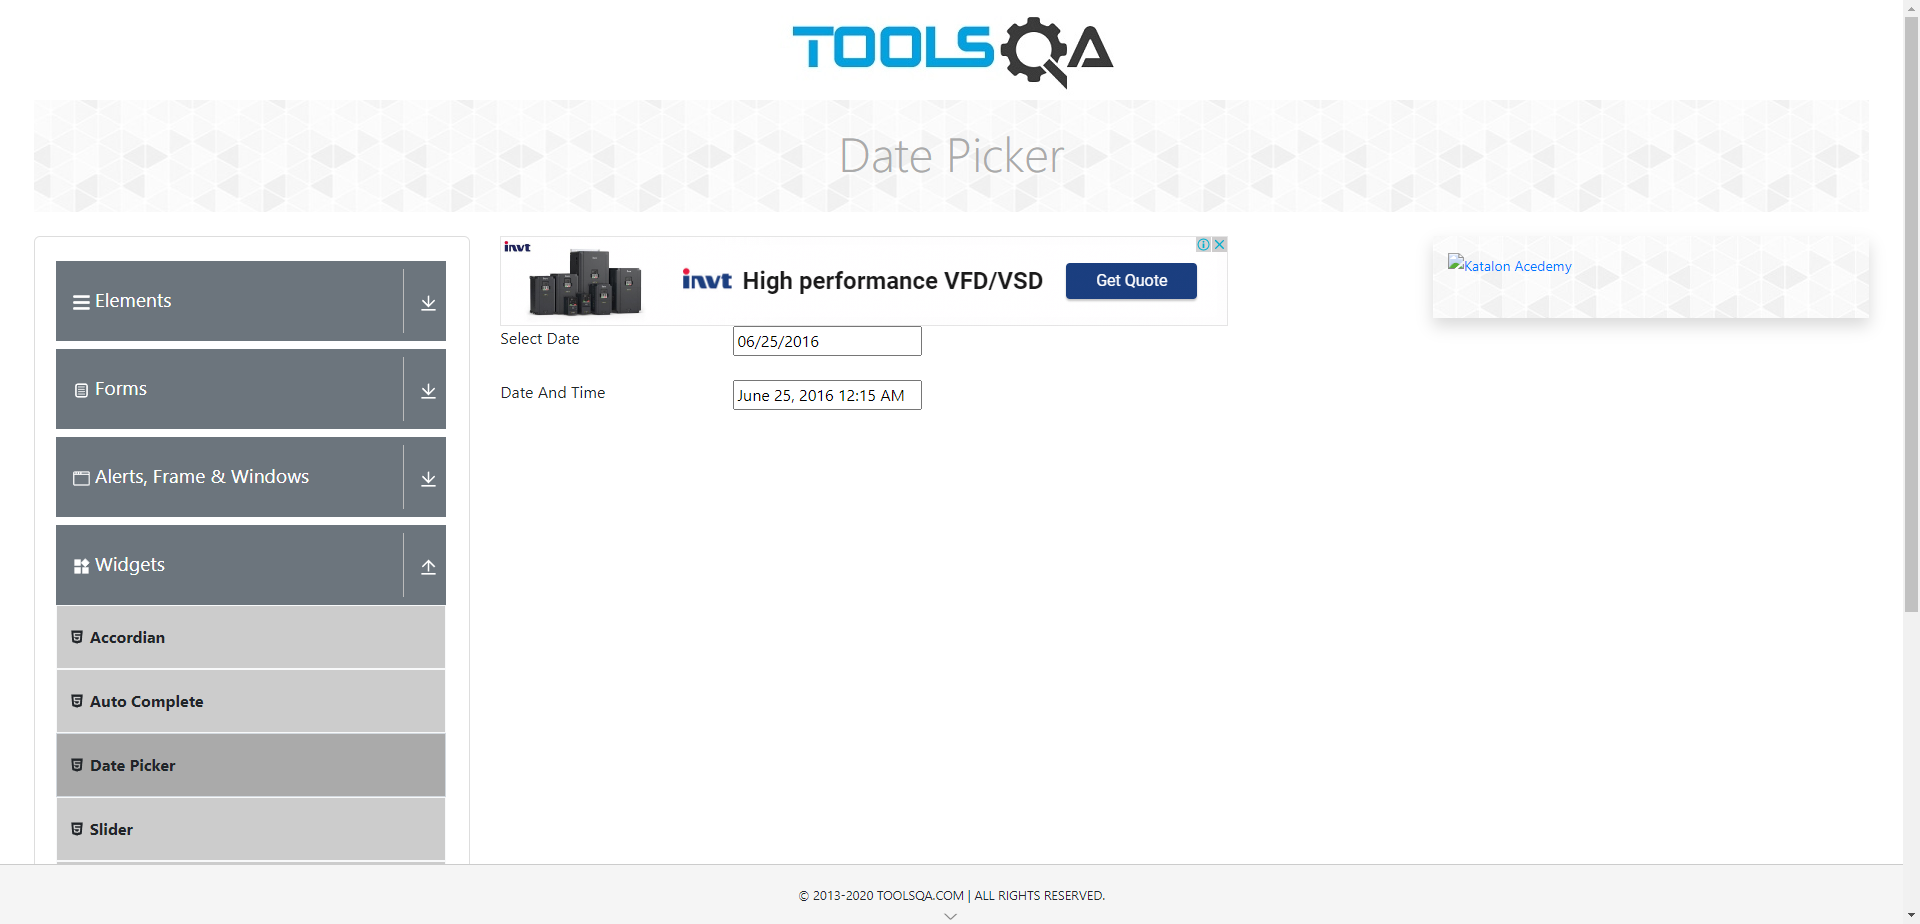 TOOLSQA
Date Picker
Elements
Forms
Alerts, Frame & Windows
Widgets
Accordian
Auto Complete
Date Picker
Slider
invt
invt High performance VFD/VSD
Get Quote
Select Date
06/25/2016
Date And Time
June 25, 2016 12:15 AM
Katalon Acedemy
© 2013-2020 TOOLSQA.COM | ALL RIGHTS RESERVED.